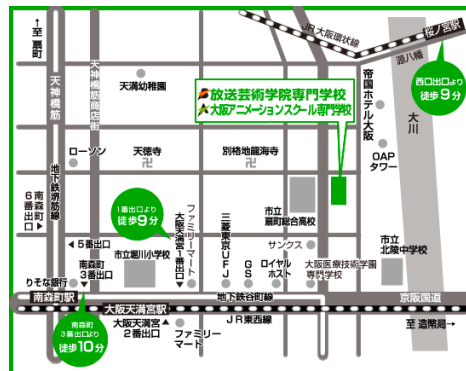 ↑至 扇町
天神橋筋
天神橋筋商店街
JR大阪環状線
桜ノ宮駅
源八橋
西口出口より
徒歩9分
天満幼稚園
放送芸術学院専門学校
大阪アニメーションスクール専門学校
帝国ホテル大阪
大川
OAP
タワー
ローソン
天徳寺
別格地龍海寺
地下鉄堺筋線
南森町
6番出口
1番出口より
徒歩9分
ファミリーマート
大阪天満宮1番出口
三菱東京UFJ
GS
ロイヤル
ホスト
市立
扇町総合高校
サンクス
大阪医療技術学園
専門学校
市立
北陵中学校
5番出口
南森町
3番出口
市立堀川小学校
りそな銀行
南森町駅
地下鉄谷町線
京阪国道
大阪天満宮駅
JR東西線
至 造幣局→
南森町
3番出口より
徒歩10分
大阪天満宮
2番出口
ファミリー
マート